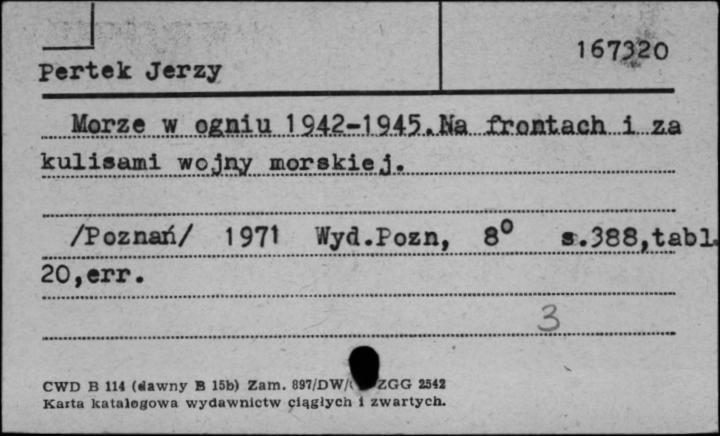 167320
Pertek Jerzy
Morze w ogniu 1942-1945.Na frontach i za
kulisami wojny morskiej.
/Poznań/ 1971 Wyd.Pozn, 8° s.388,tabl.
20,err.
3
CWD B 114 (dawny B 15b) Zam. 897/DW/ ZGG 2542
Karta katalogowa wydawnictw ciągłych i zwartych.